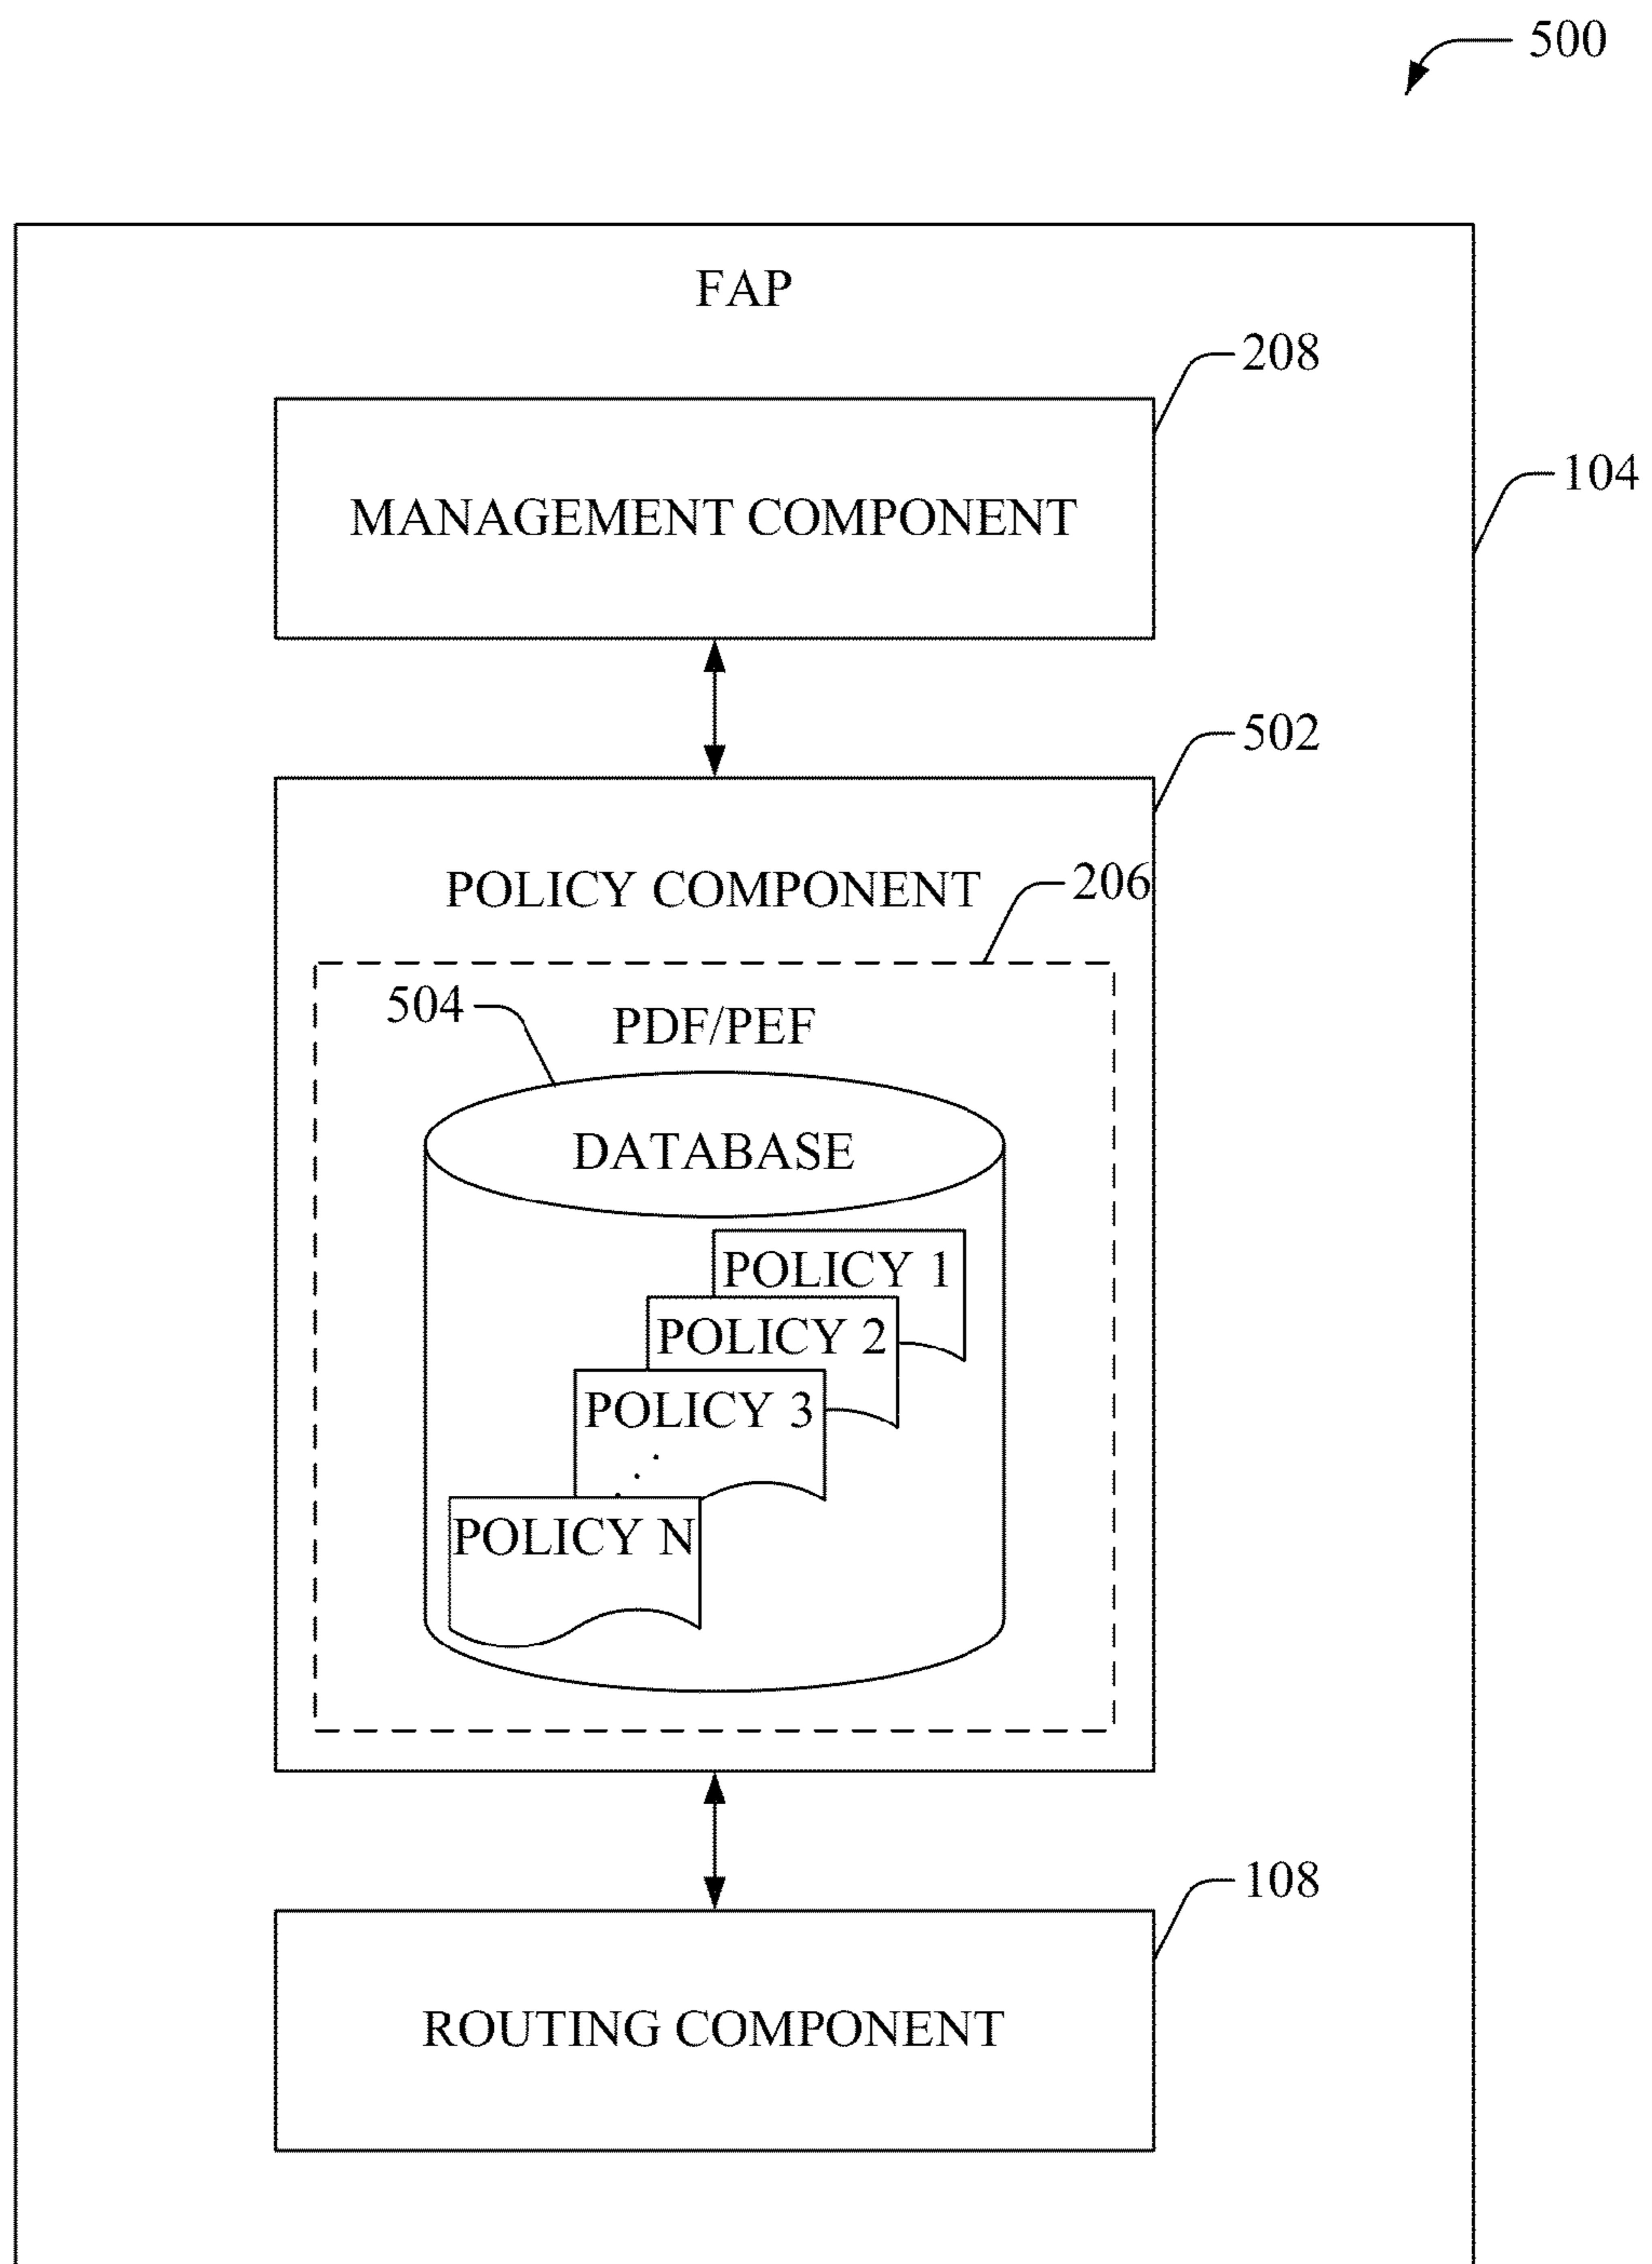 500
FAP
208
MANAGEMENT COMPONENT
104
502
POLICY COMPONENT
206
504
PDF/PEF
DATABASE
POLICY 1
POLICY 2
POLICY 3
POLICY N
108
ROUTING COMPONENT